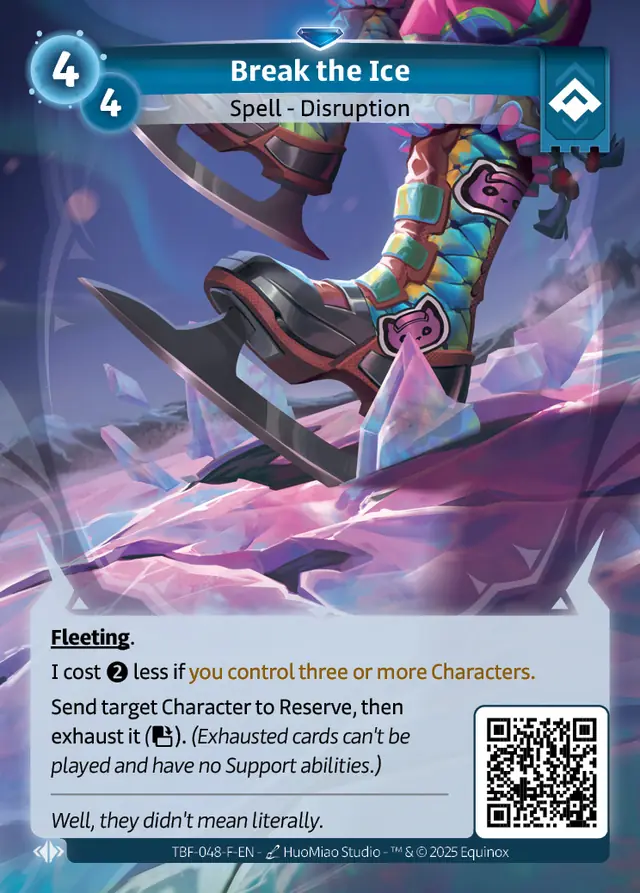 4
4
Break the Ice
Spell - Disruption
Fleeting.
I cost 2 less if you control three or more Characters.
Send target Character to Reserve, then
exhaust it (). (Exhausted cards can't be
played and have no Support abilities.)
Well, they didn't mean literally.
TBF-048-F-EN - HuoMiao Studio - ™ & © 2025 Equinox